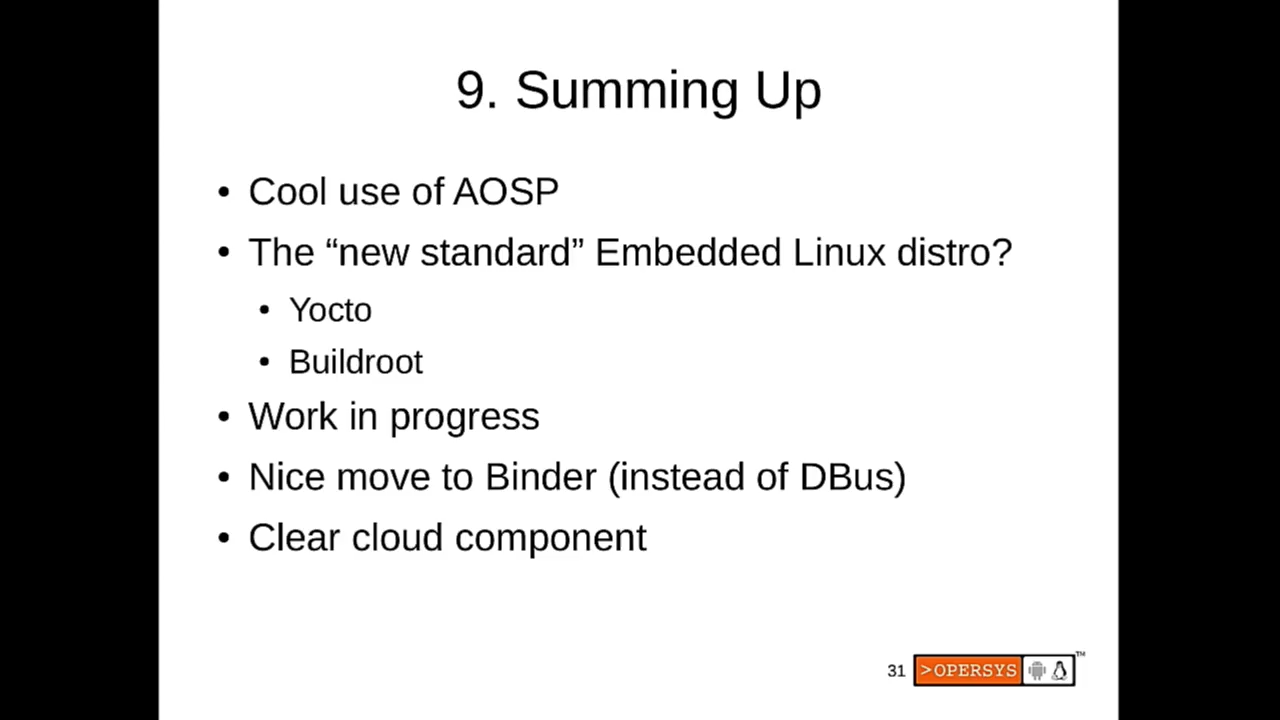 9. Summing Up
• Cool use of AOSP
• The “new standard” Embedded Linux distro?
• Yocto
• Buildroot
• Work in progress
• Nice move to Binder (instead of DBus)
• Clear cloud component
31 >OPERSYS ™